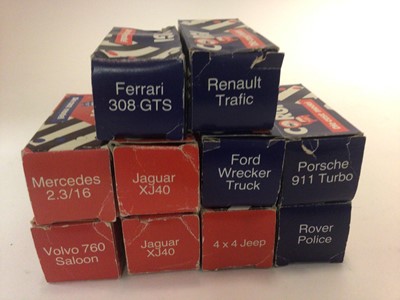 Ferrari
308 GTS
Renault
Trafic
Mercedes
2.3/16
Jaguar
XJ40
Ford
Wrecker
Truck
Porsche
911 Turbo
Volvo 760
Saloon
Jaguar
XJ40
4 x 4 Jeep
Rover
Police